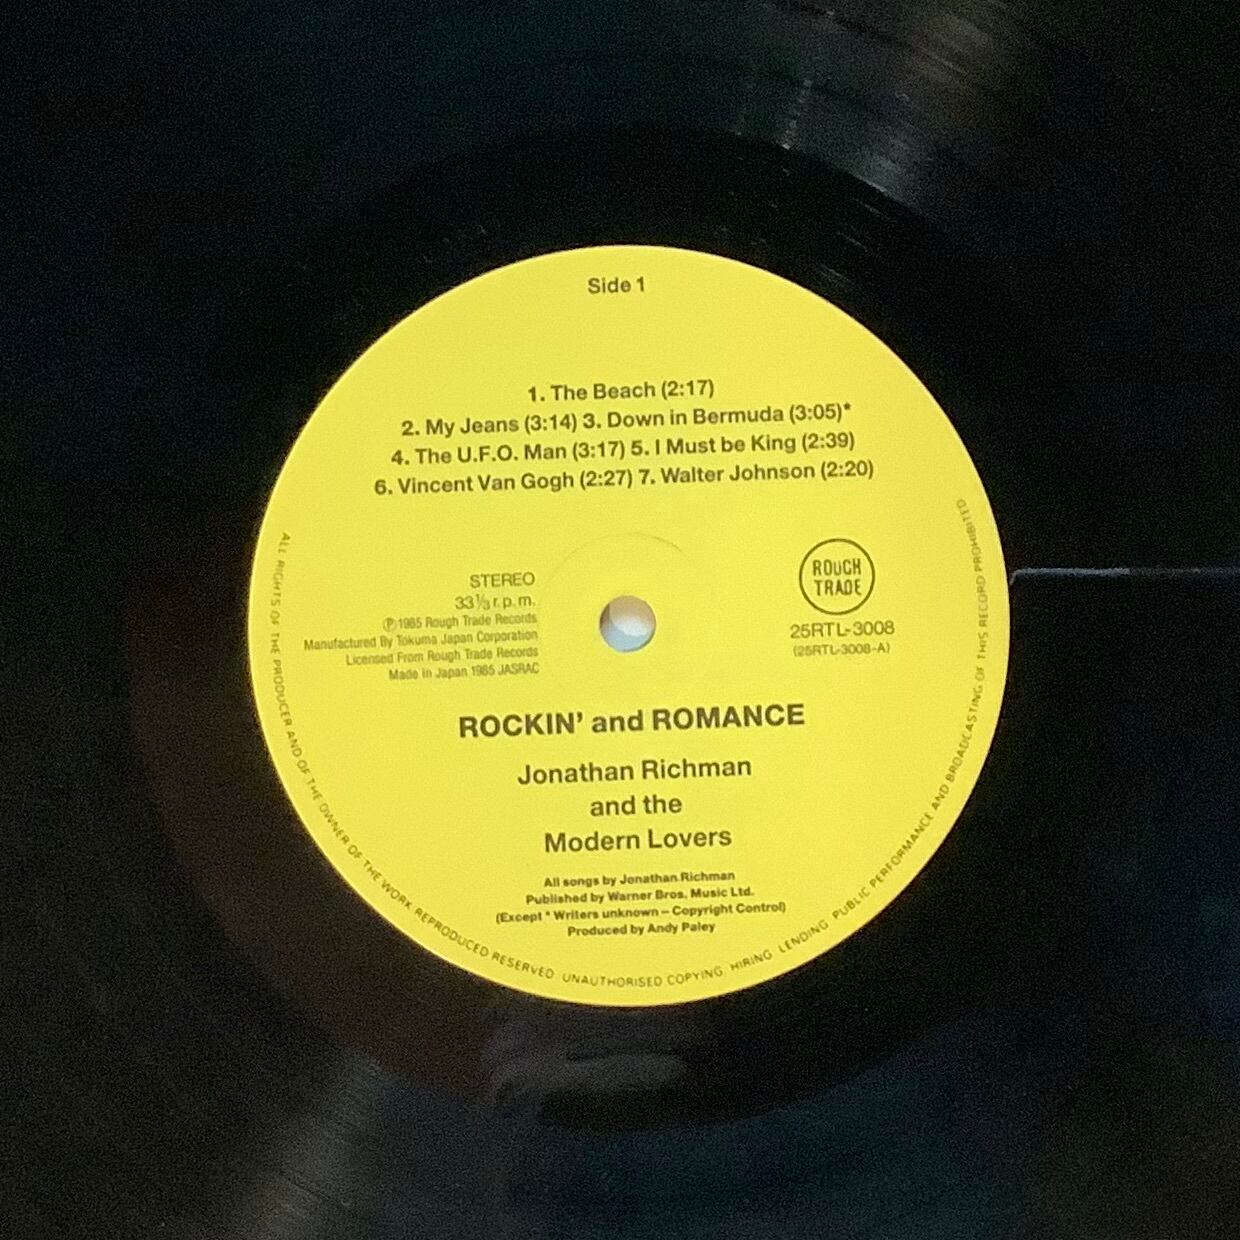 Side 1
1. The Beach (2:17)
2. My Jeans (3:14) 3. Down in Bermuda (3:05)*
4. The U.F.O. Man (3:17) 5. I Must be King (2:39)
6. Vincent Van Gogh (2:27) 7. Walter Johnson (2:20)
STEREO
33⅓ r.p.m.
Ⓟ1985 Rough Trade Records
Manufactured By Tokuma Japan Corporation
Licensed From Rough Trade Records
Made in Japan 1985 JASRAC
ROUGH
TRADE
25RTL-3008
(25RTL-3008-A)
ROCKIN' and ROMANCE
Jonathan Richman
and the
Modern Lovers
All songs by Jonathan Richman
Published by Warner Bros. Music Ltd.
(Except * Writers unknown – Copyright Control)
Produced by Andy Paley
ALL RIGHTS OF THE PRODUCER AND OF THE OWNER OF THE WORK REPRODUCED RESERVED. UNAUTHORISED COPYING. HIRING. LENDING. PUBLIC PERFORMANCE AND BROADCASTING OF THIS RECORD PROHIBITED